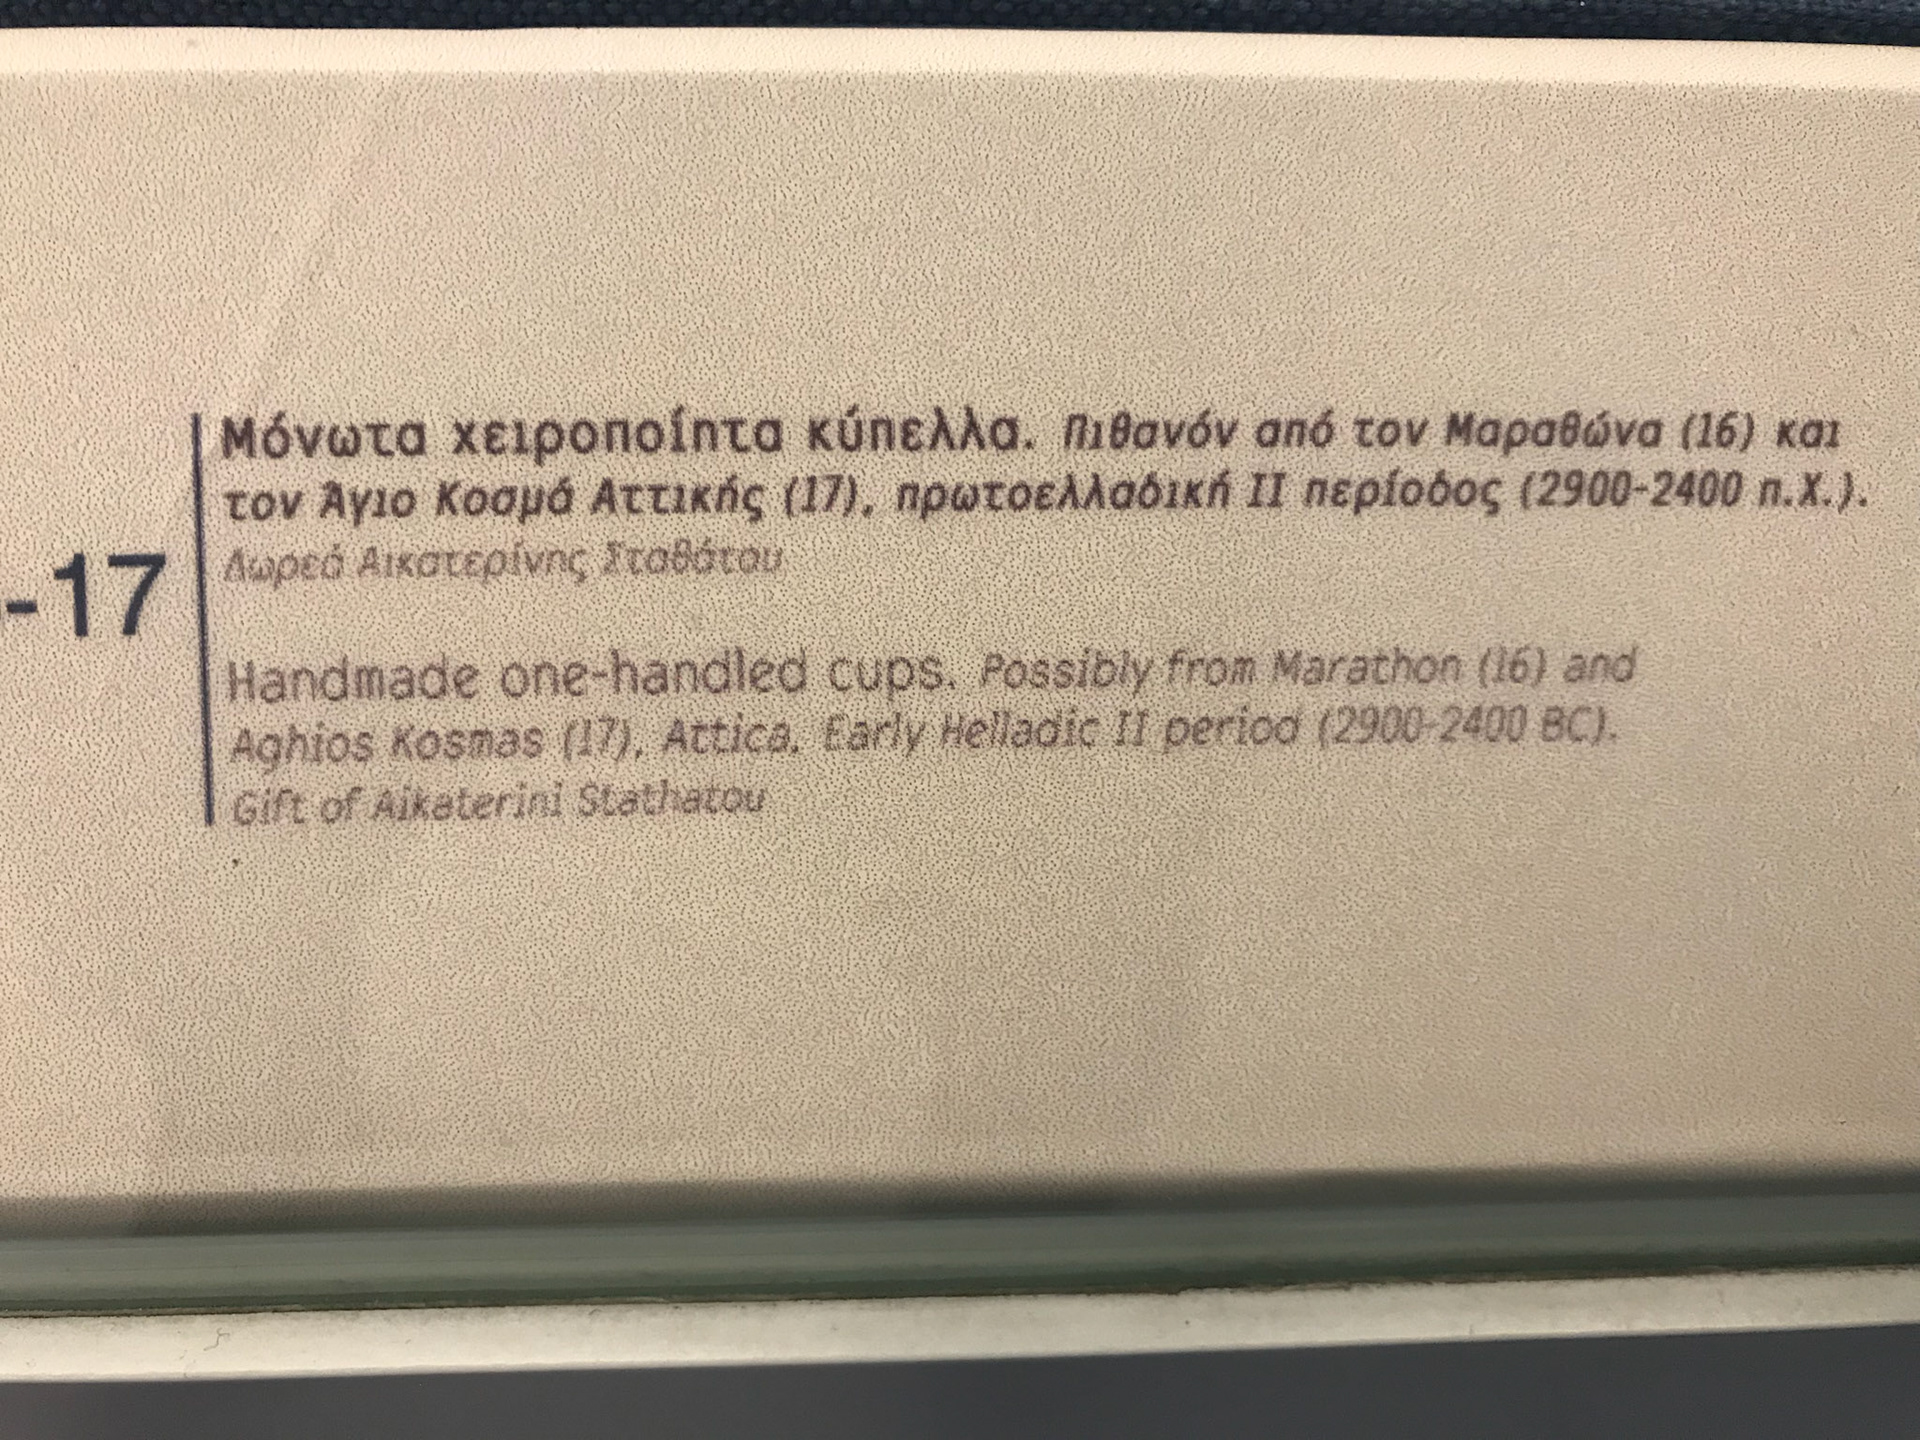 -17
Μόνωτα χειροποίητα κύπελλα. Πιθανόν από τον Μαραθώνα (16) και
τον Άγιο Κοσμά Αττικής (17), πρωτοελλαδική ΙΙ περίοδος (2900-2400 π.Χ.).
Δωρεά Αικατερίνης Σταθάτου
Handmade one-handled cups. Possibly from Marathon (16) and
Aghios Kosmas (17), Attica. Early Helladic II period (2900-2400 BC).
Gift of Aikaterini Stathatou